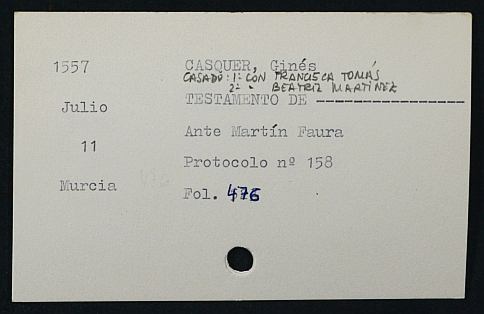 1557 CASQUER, Ginés
CASADO: 1º CON FRANCISCA TOMÁS
2º " BEATRIZ MARTÍNEZ
TESTAMENTO DE ----------------
Julio
Ante Martín Faura
11
Protocolo nº 158
Murcia
Fol. 476